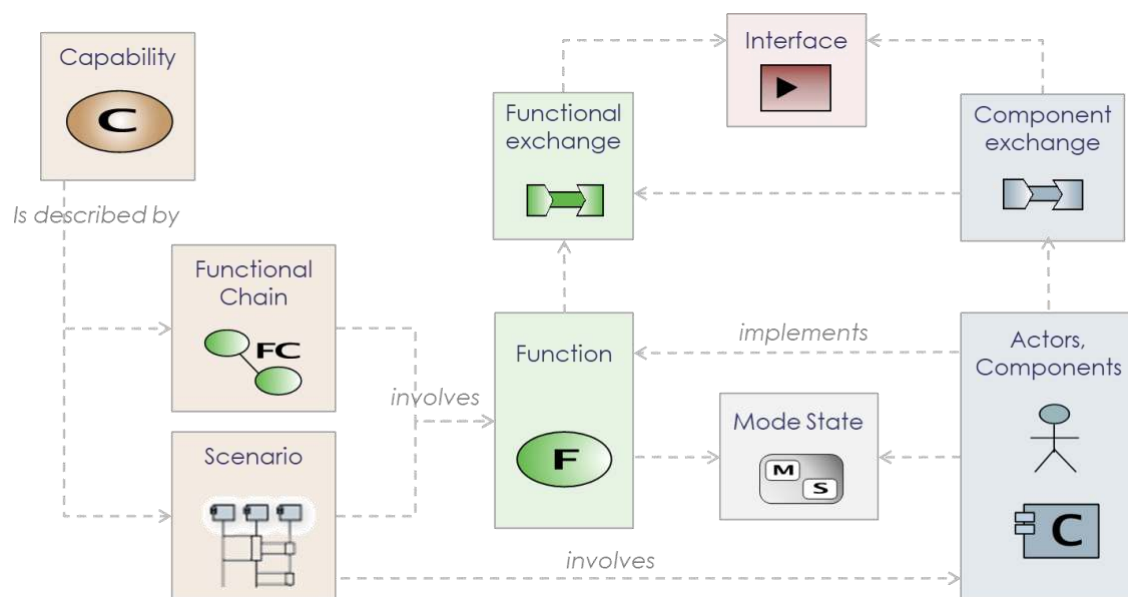 Capability
C
Is described by
Functional
Chain
FC
Scenario
involves
Functional
exchange
Interface
Component
exchange
Function
F
implements
Mode State
M
S
Actors,
Components
C
involves